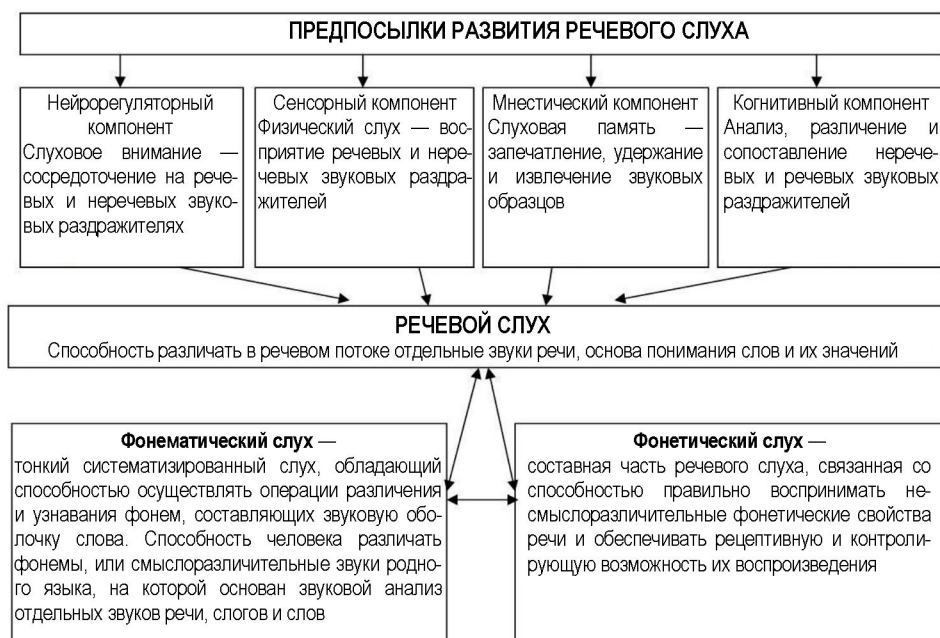 ПРЕДПОСЫЛКИ РАЗВИТИЯ РЕЧЕВОГО СЛУХА
Нейрорегуляторный
компонент
Слуховое внимание —
сосредоточение на рече-
вых и неречевых звуко-
вых раздражителях
Сенсорный компонент
Физический слух — вос-
приятие речевых и нере-
чевых звуковых раздра-
жителей
Мнестический компонент
Слуховая память —
запечатление, удержание
и извлечение звуковых
образцов
Когнитивный компонент
Анализ, различение и
сопоставление нерече-
вых и речевых звуковых
раздражителей
РЕЧЕВОЙ СЛУХ
Способность различать в речевом потоке отдельные звуки речи, основа понимания слов и их значений
Фонематический слух —
тонкий систематизированный слух, обладающий
способностью осуществлять операции различения
и узнавания фонем, составляющих звуковую обо-
лочку слова. Способность человека различать
фонемы, или смыслоразличительные звуки родно-
го языка, на которой основан звуковой анализ
отдельных звуков речи, слогов и слов
Фонетический слух —
составная часть речевого слуха, связанная со
способностью правильно воспринимать не-
смыслоразличительные фонетические свойства
речи и обеспечивать рецептивную и контроли-
рующую возможность их воспроизведения